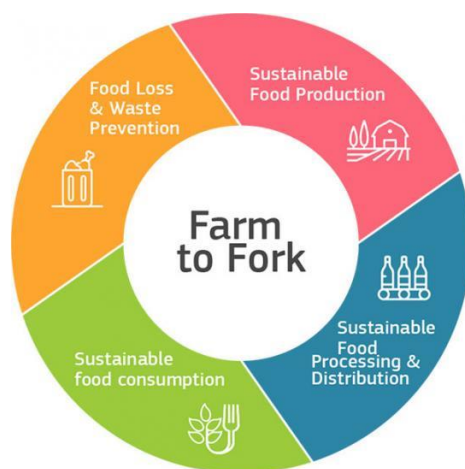 Farm
to Fork
Sustainable
Food Production
Sustainable
Food
Processing &
Distribution
Sustainable
food consumption
Food Loss
& Waste
Prevention